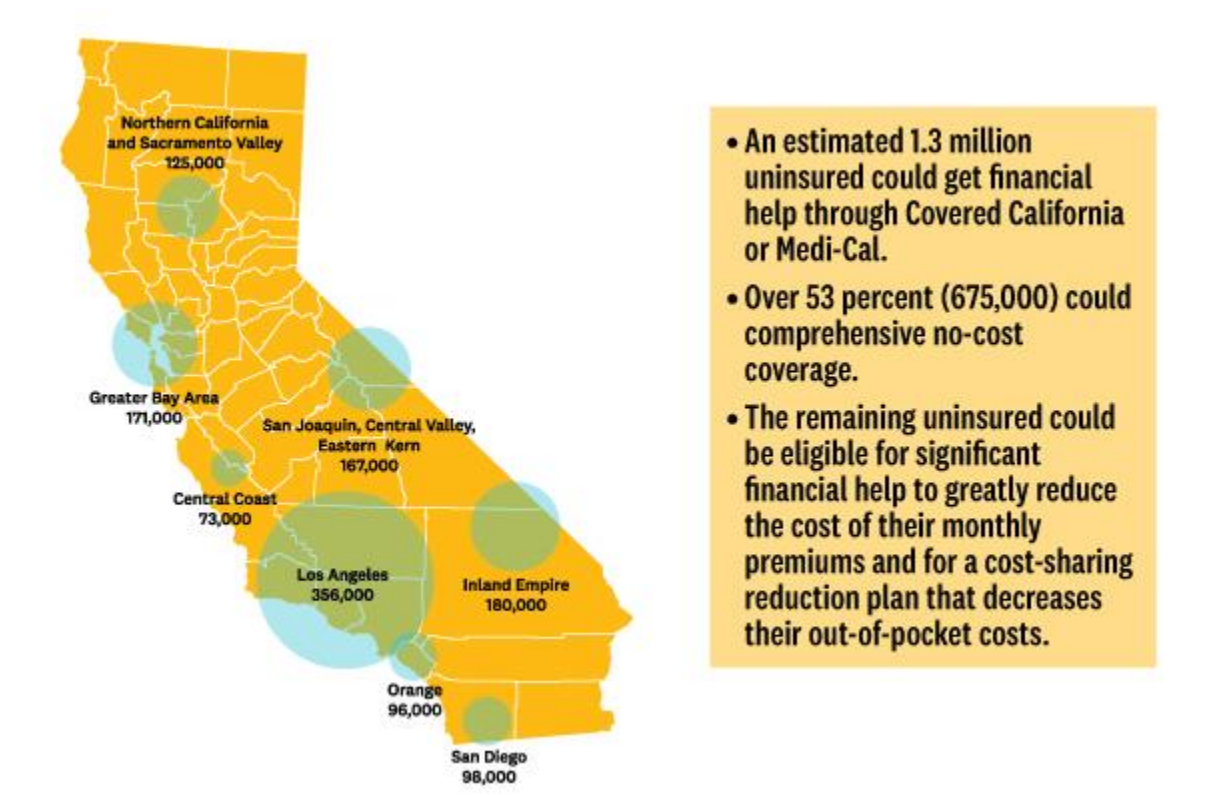 Northern California
and Sacramento Valley
125,000
Greater Bay Area
171,000
San Joaquin, Central Valley,
Eastern Kern
167,000
Central Coast
73,000
Los Angeles
356,000
Inland Empire
180,000
Orange
96,000
San Diego
98,000
• An estimated 1.3 million
uninsured could get financial
help through Covered California
or Medi-Cal.
• Over 53 percent (675,000) could
comprehensive no-cost
coverage.
• The remaining uninsured could
be eligible for significant
financial help to greatly reduce
the cost of their monthly
premiums and for a cost-sharing
reduction plan that decreases
their out-of-pocket costs.